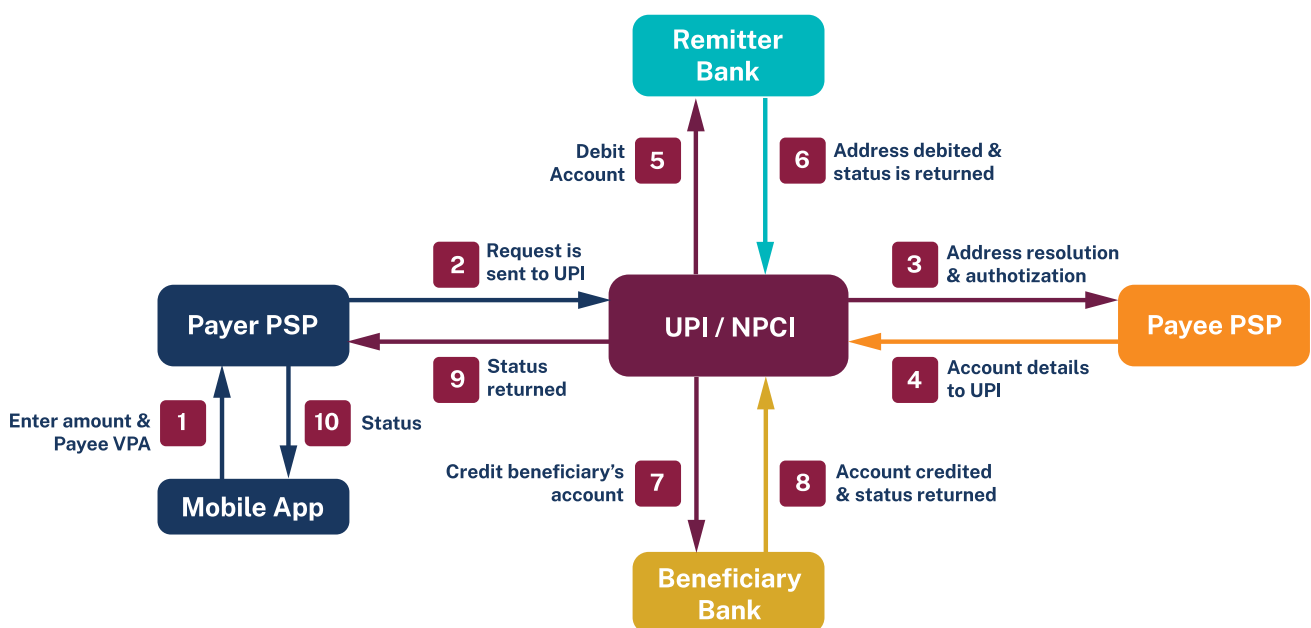 Remitter
Bank
Debit
Account
5
6
Address debited &
status is returned
2
Request is
sent to UPI
3
Address resolution
& authotization
Payer PSP
UPI / NPCI
Payee PSP
9
Status
returned
4
Account details
to UPI
Enter amount &
Payee VPA
1
10
Status
Credit beneficiary’s
account
7
8
Account credited
& status returned
Mobile App
Beneficiary
Bank